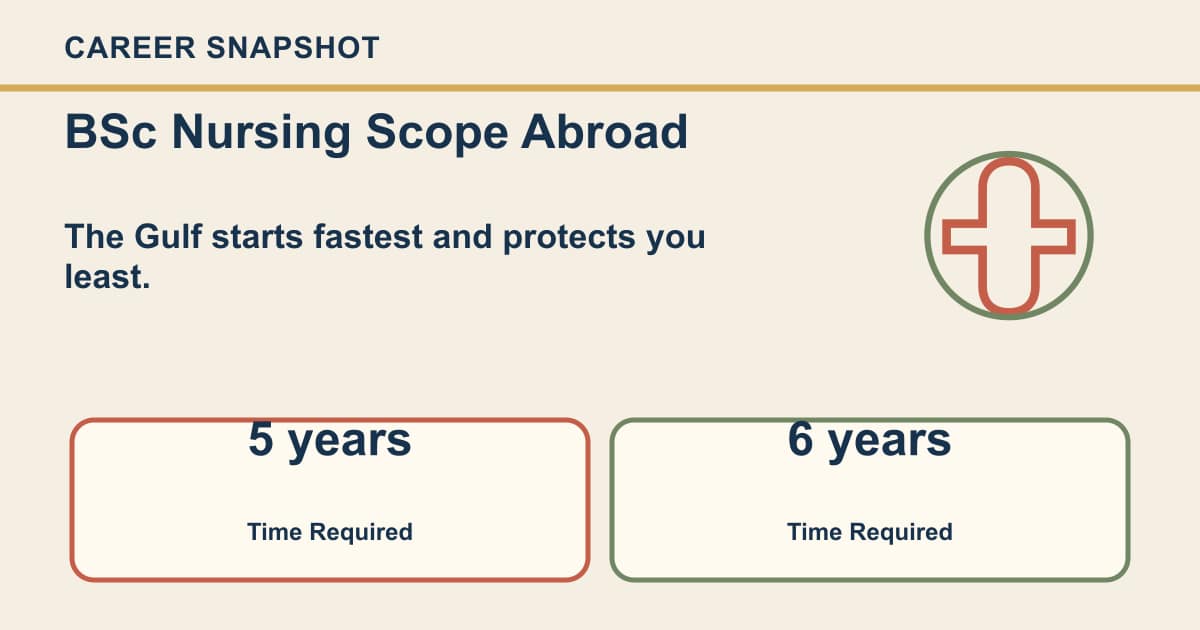 CAREER SNAPSHOT
BSc Nursing Scope Abroad
The Gulf starts fastest and protects you
least.
5 years
Time Required
6 years
Time Required